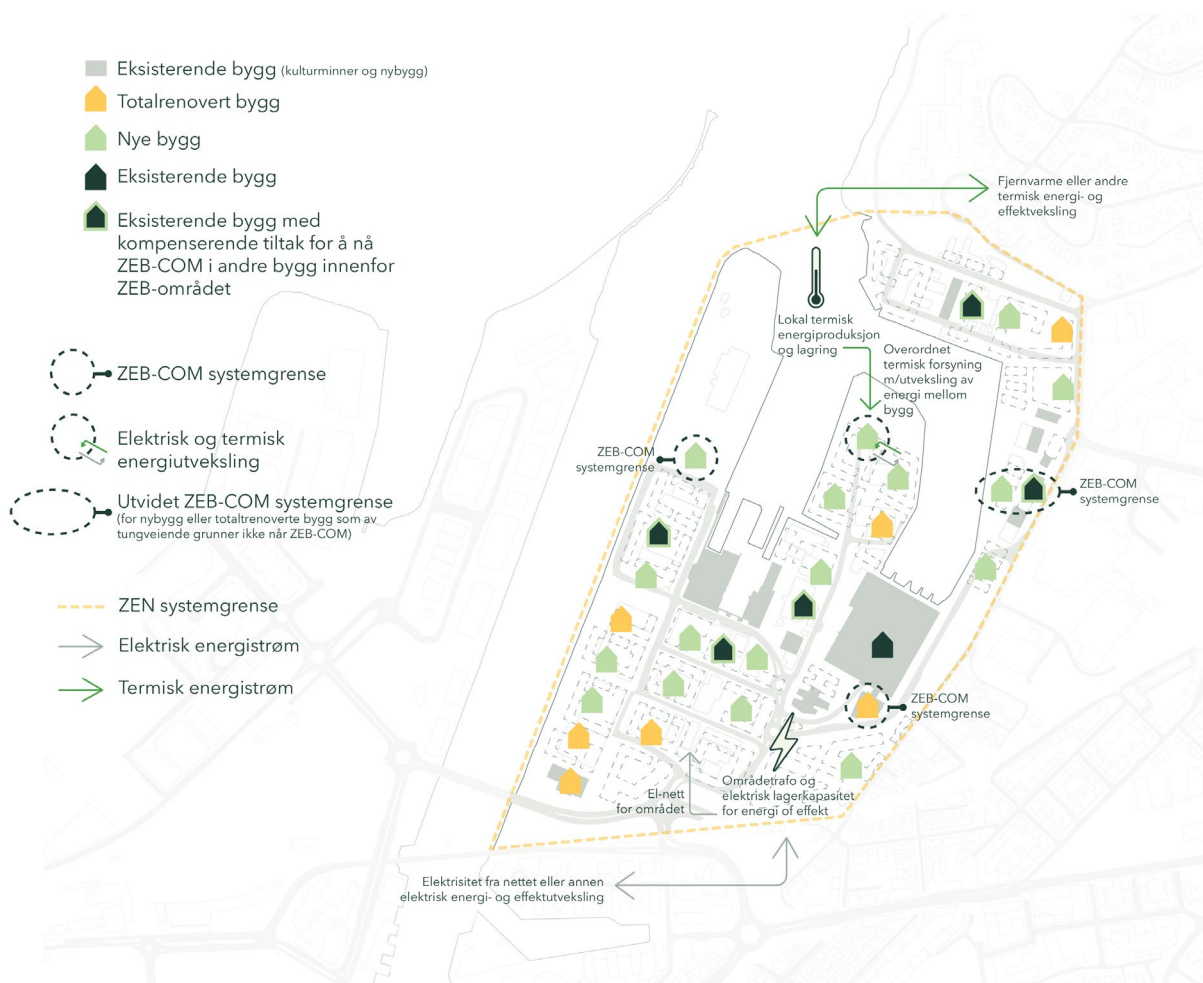 Eksisterende bygg (kulturminner og nybygg)
Totalrenovert bygg
Nye bygg
Eksisterende bygg
Eksisterende bygg med
kompenserende tiltak for å nå
ZEB-COM i andre bygg innenfor
ZEB-området
ZEB-COM systemgrense
Elektrisk og termisk
energiutveksling
Utvidet ZEB-COM systemgrense
(for nybygg eller totaltrenoverte bygg som av
tungveiende grunner ikke når ZEB-COM)
ZEN systemgrense
Elektrisk energistrøm
Termisk energistrøm
Fjernvarme eller andre
termisk energi- og
effektveksling
Lokal termisk
energiproduksjon
og lagring
Overordnet
termisk forsyning
m/utveksling av
energi mellom
bygg
ZEB-COM
systemgrense
ZEB-COM
systemgrense
ZEB-COM
systemgrense
El-nett
for området
Områdetrafo og
elektrisk lagerkapasitet
for energi of effekt
Elektrisitet fra nettet eller annen
elektrisk energi- og effektutveksling